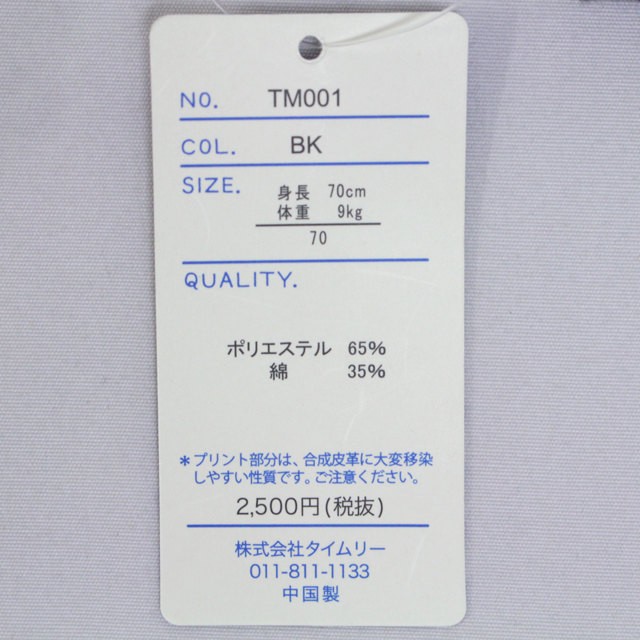 NO. TM001
COL. BK
SIZE. 身長 70cm
体重 9kg
70
QUALITY.
ポリエステル 65%
綿 35%
*プリント部分は、合成皮革に大変移染
しやすい性質です。ご注意ください。
2,500円(税抜)
株式会社タイムリー
011-811-1133
中国製